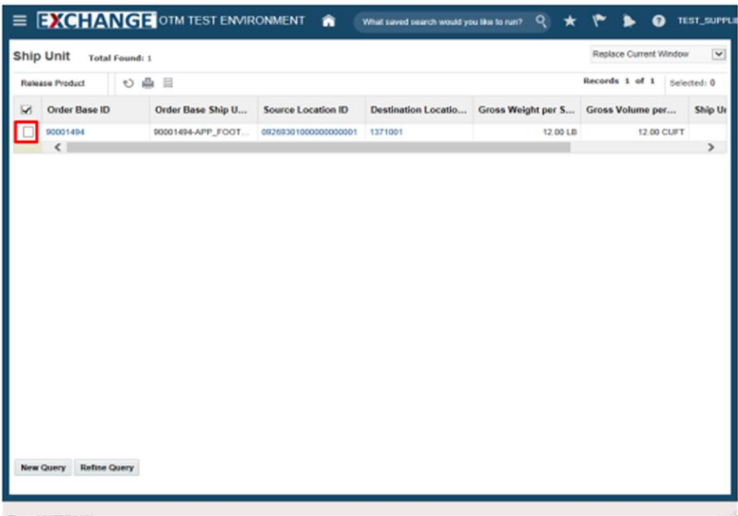 EXCHANGE OTM TEST ENVIRONMENT What saved search would you like to run? TEST_SUPPLI
Ship Unit Total Found: 1 Replace Current Window
Release Product Records 1 of 1 Selected: 0
Order Base ID Order Base Ship U... Source Location ID Destination Locatio... Gross Weight per S... Gross Volume per... Ship Un
90001494 90001494-APP_FOOT... 1371001 12.00 LB 12.00 CUFT
New Query Refine Query